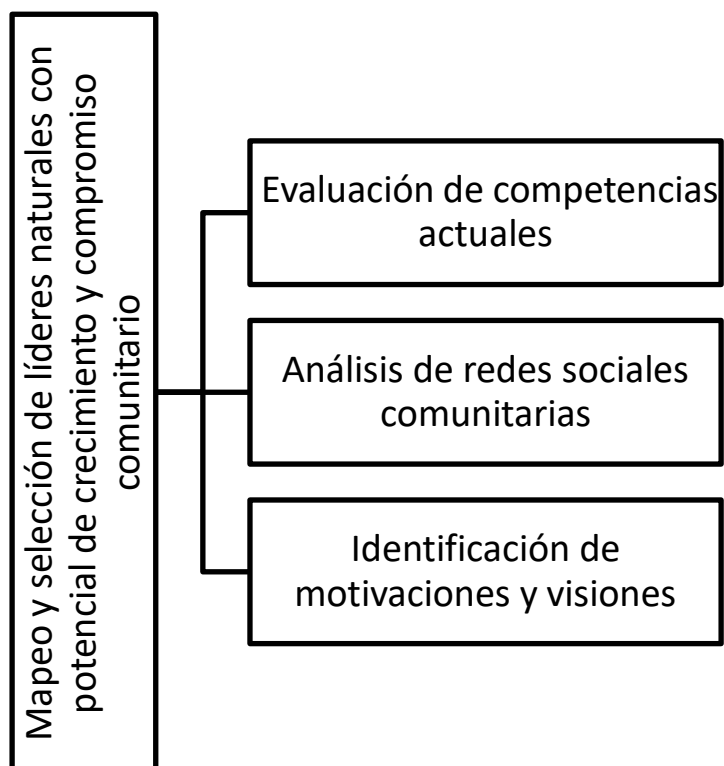 Mapeo y selección de líderes naturales con
potencial de crecimiento y compromiso
comunitario
Evaluación de competencias
actuales
Análisis de redes sociales
comunitarias
Identificación de
motivaciones y visiones